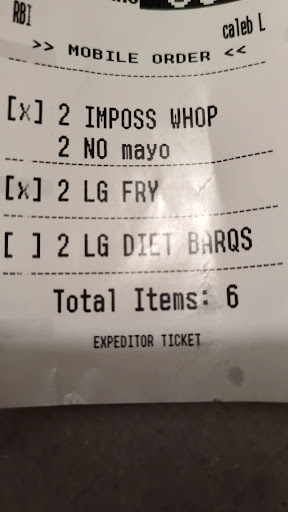 RBI
caleb L
>> MOBILE ORDER <<
[x] 2 IMPOSS WHOP
2 NO mayo
[x] 2 LG FRY
[ ] 2 LG DIET BARQS
Total Items: 6
EXPEDITOR TICKET